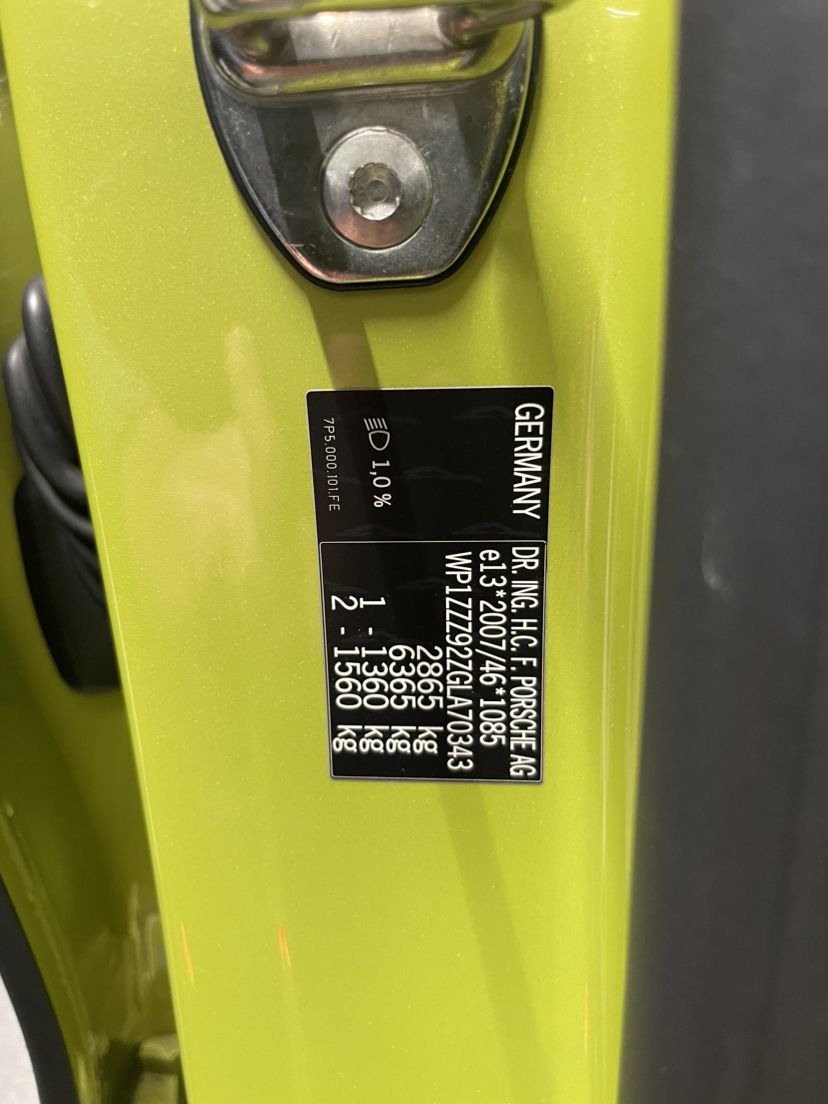 GERMANY
1,0 %
7P5.000.101.FE
DR. ING. H.C. F. PORSCHE AG
e13*2007/46*1085
WP1ZZZ92ZGLA70343
2865 kg
6365 kg
1 - 1360 kg
2 - 1560 kg